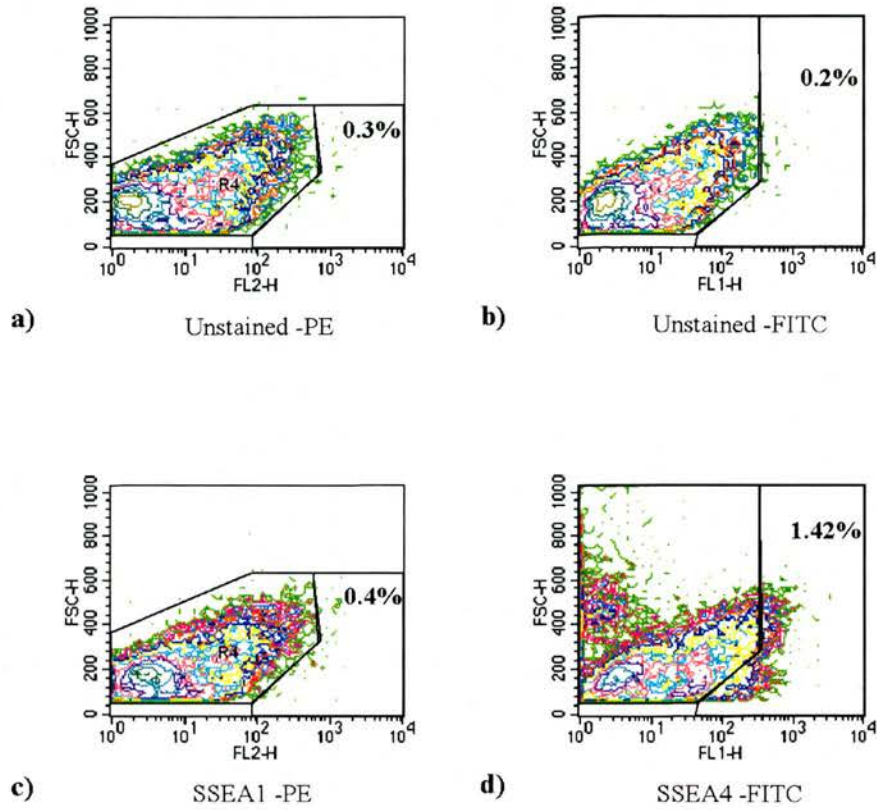 1000
800
600
400
200
0
FSC-H
R4
0.3%
10^0 10^1 10^2 10^3 10^4
FL2-H
a) Unstained -PE
1000
800
600
400
200
0
FSC-H
0.2%
10^0 10^1 10^2 10^3 10^4
FL1-H
b) Unstained -FITC
1000
800
600
400
200
0
FSC-H
R4
0.4%
10^0 10^1 10^2 10^3 10^4
FL2-H
c) SSEA1 -PE
1000
800
600
400
200
0
FSC-H
1.42%
10^0 10^1 10^2 10^3 10^4
FL1-H
d) SSEA4 -FITC